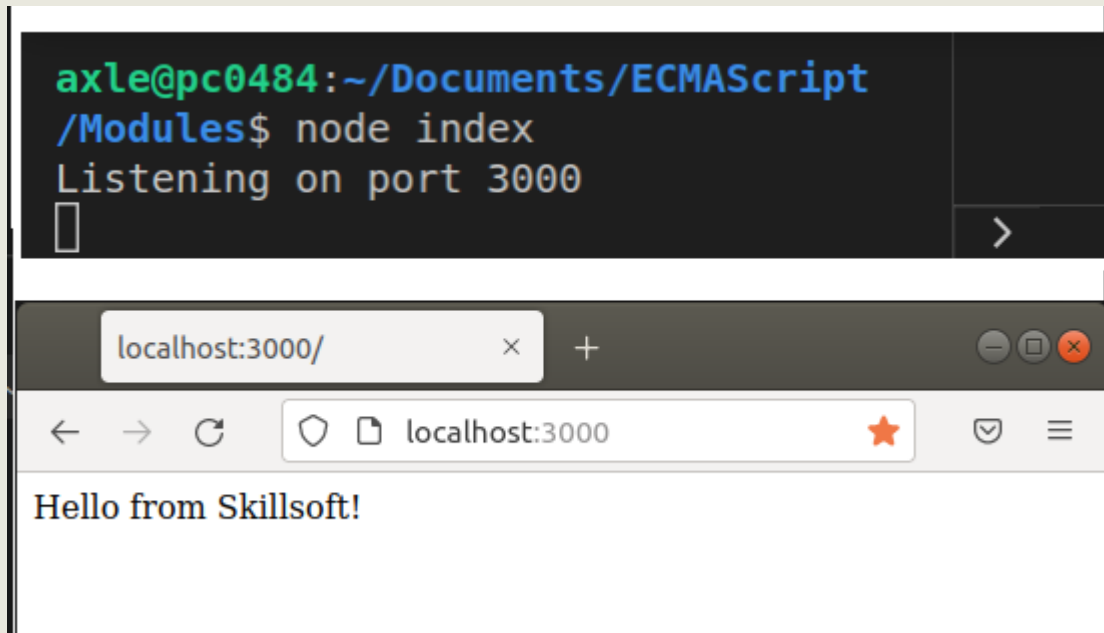 axle@pc0484:~/Documents/ECMAScript
/Modules$ node index
Listening on port 3000
localhost:3000/
localhost:3000
Hello from Skillsoft!